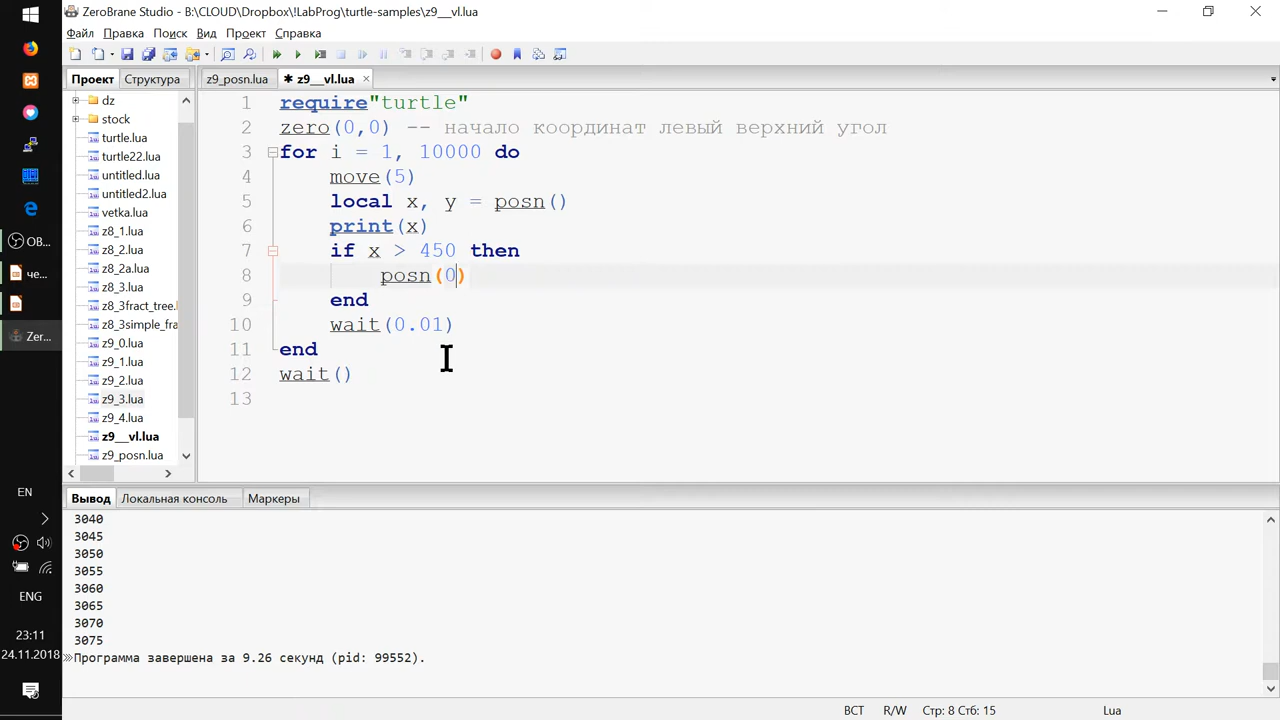 ZeroBrane Studio - B:\CLOUD\Dropbox\!LabProg\turtle-samples\z9__vl.lua
Файл Правка Поиск Вид Проект Справка
Проект Структура
z9_posn.lua ✱ z9__vl.lua
dz
stock
turtle.lua
turtle22.lua
untitled.lua
untitled2.lua
vetka.lua
z8_1.lua
z8_2.lua
z8_2a.lua
z8_3.lua
z8_3fract_tree.l
z8_3simple_fra
z9_0.lua
z9_1.lua
z9_2.lua
z9_3.lua
z9_4.lua
z9__vl.lua
z9_posn.lua
1 require"turtle"
2 zero(0,0) -- начало координат левый верхний угол
3 for i = 1, 10000 do
4 move(5)
5 local x, y = posn()
6 print(x)
7 if x > 450 then
8 posn(0)
9 end
10 wait(0.01)
11 end
12 wait()
13
Вывод Локальная консоль Маркеры
3040
3045
3050
3055
3060
3065
3070
3075
Программа завершена за 9.26 секунд (pid: 99552).
ВСТ R/W Стр: 8 Стб: 15 Lua
OB...
че...
Zer...
EN
ENG
23:11
24.11.2018